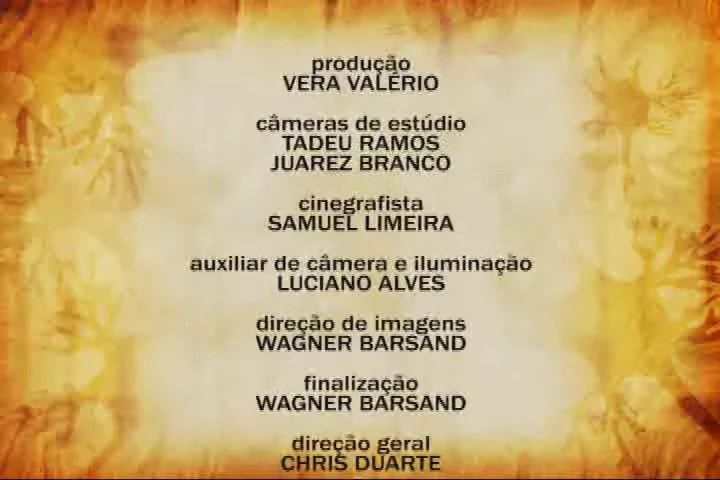 produção
VERA VALÉRIO
câmeras de estúdio
TADEU RAMOS
JUAREZ BRANCO
cinegrafista
SAMUEL LIMEIRA
auxiliar de câmera e iluminação
LUCIANO ALVES
direção de imagens
WAGNER BARSAND
finalização
WAGNER BARSAND
direção geral
CHRIS DUARTE